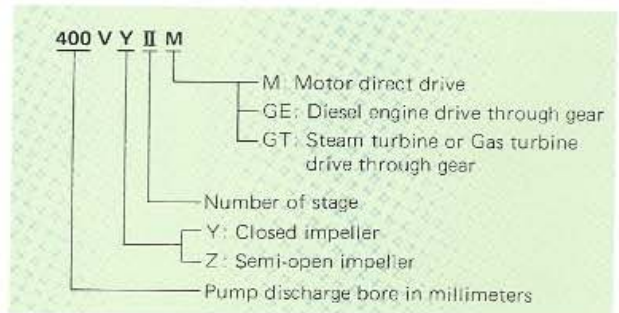 400 V Y II M
M: Motor direct drive
GE: Diesel engine drive through gear
GT: Steam turbine or Gas turbine
drive through gear
Number of stage
Y: Closed impeller
Z: Semi-open impeller
Pump discharge bore in millimeters